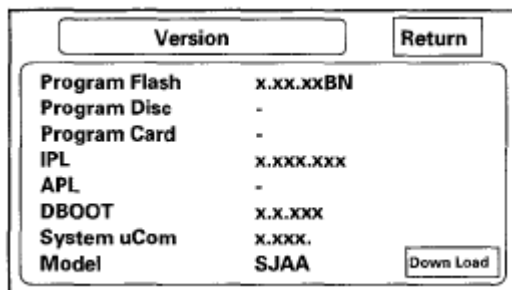 Version Return
Program Flash x.xx.xxBN
Program Disc -
Program Card -
IPL x.xxx.xxx
APL -
DBOOT x.x.xxx
System uCom x.xxx.
Model SJAA Down Load